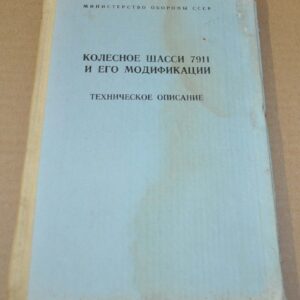 МИНИСТЕРСТВО ОБОРОНЫ СССР
КОЛЕСНОЕ ШАССИ 7911
И ЕГО МОДИФИКАЦИИ
ТЕХНИЧЕСКОЕ ОПИСАНИЕ